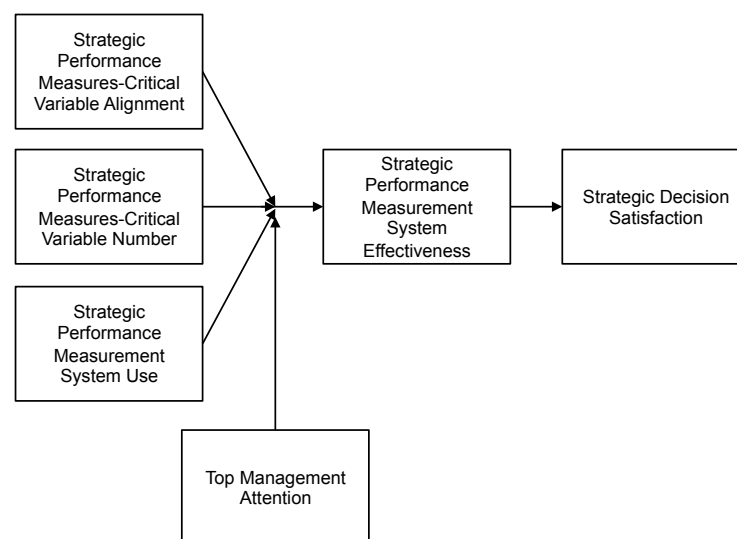 Strategic
Performance
Measures-Critical
Variable Alignment
Strategic
Performance
Measures-Critical
Variable Number
Strategic
Performance
Measurement
System Use
Top Management
Attention
Strategic
Performance
Measurement
System
Effectiveness
Strategic Decision
Satisfaction